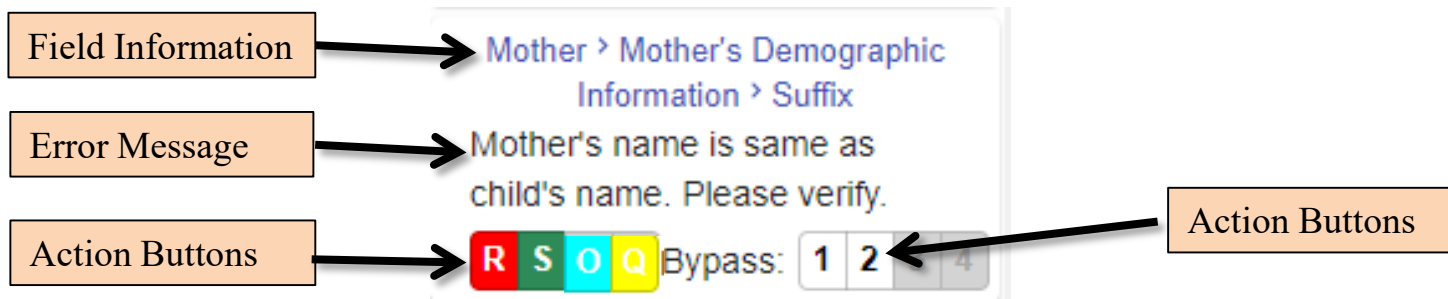 Field Information
Mother > Mother's Demographic
Information > Suffix
Error Message
Mother's name is same as
child's name. Please verify.
Action Buttons
R S O Q Bypass: 1 2 4
Action Buttons